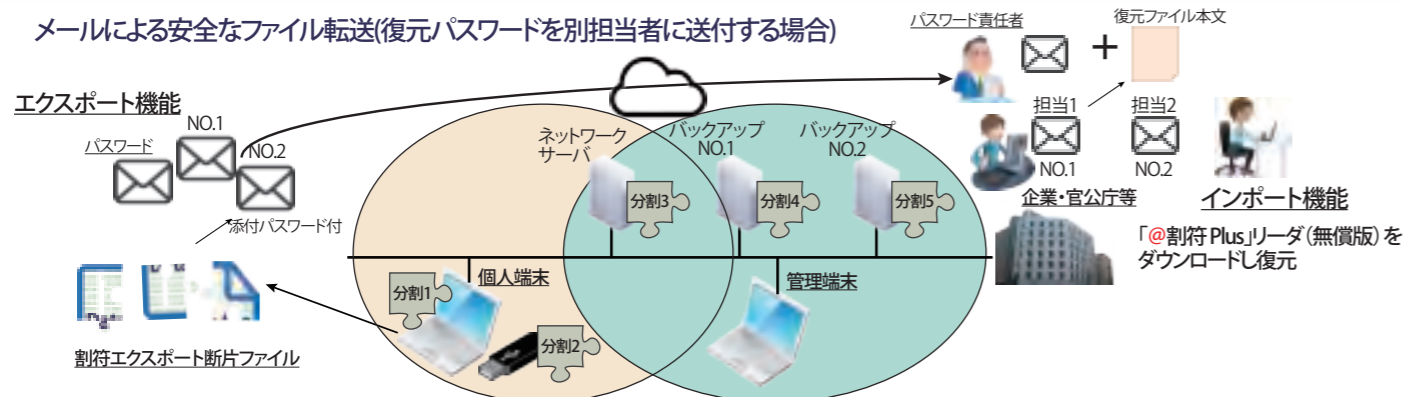 メールによる安全なファイル転送(復元パスワードを別担当者に送付する場合)
パスワード責任者
復元ファイル本文
+
エクスポート機能
パスワード
NO.1
NO.2
添付パスワード付
ネットワーク
サーバ
バックアップ
NO.1
バックアップ
NO.2
担当1
担当2
NO.1
NO.2
分割3
分割4
分割5
企業・官公庁等
インポート機能
「@割符 Plus」リーダ(無償版)を
ダウンロードし復元
個人端末
管理端末
分割1
分割2
割符エクスポート断片ファイル